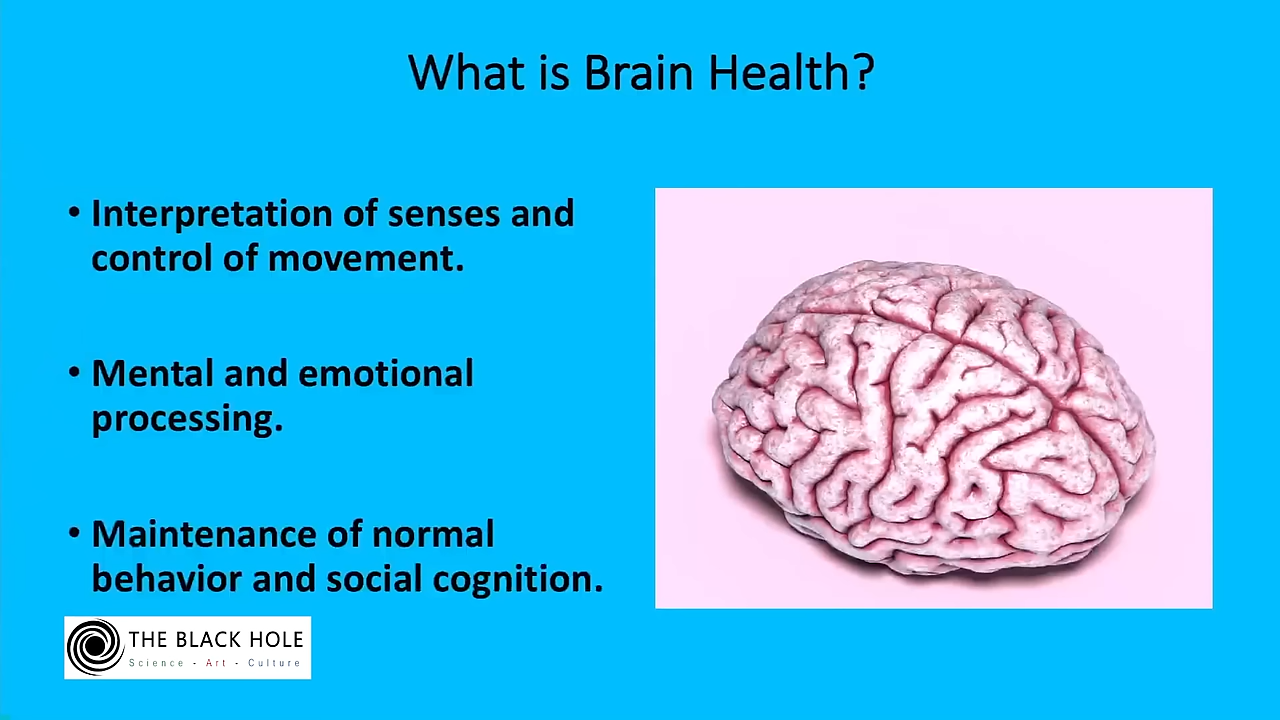 What is Brain Health?
• Interpretation of senses and
control of movement.
• Mental and emotional
processing.
• Maintenance of normal
behavior and social cognition.
THE BLACK HOLE
Science - Art - Culture